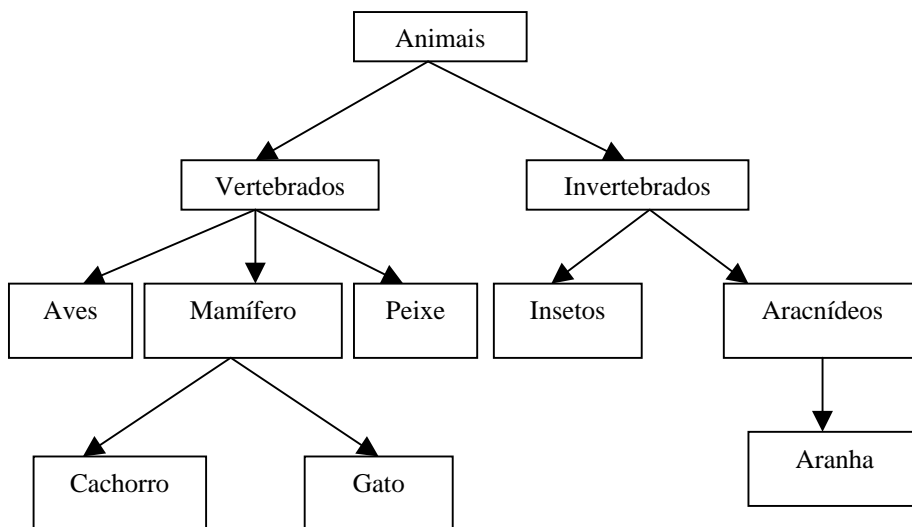 Animais
Vertebrados
Invertebrados
Aves
Mamífero
Peixe
Insetos
Aracnídeos
Cachorro
Gato
Aranha